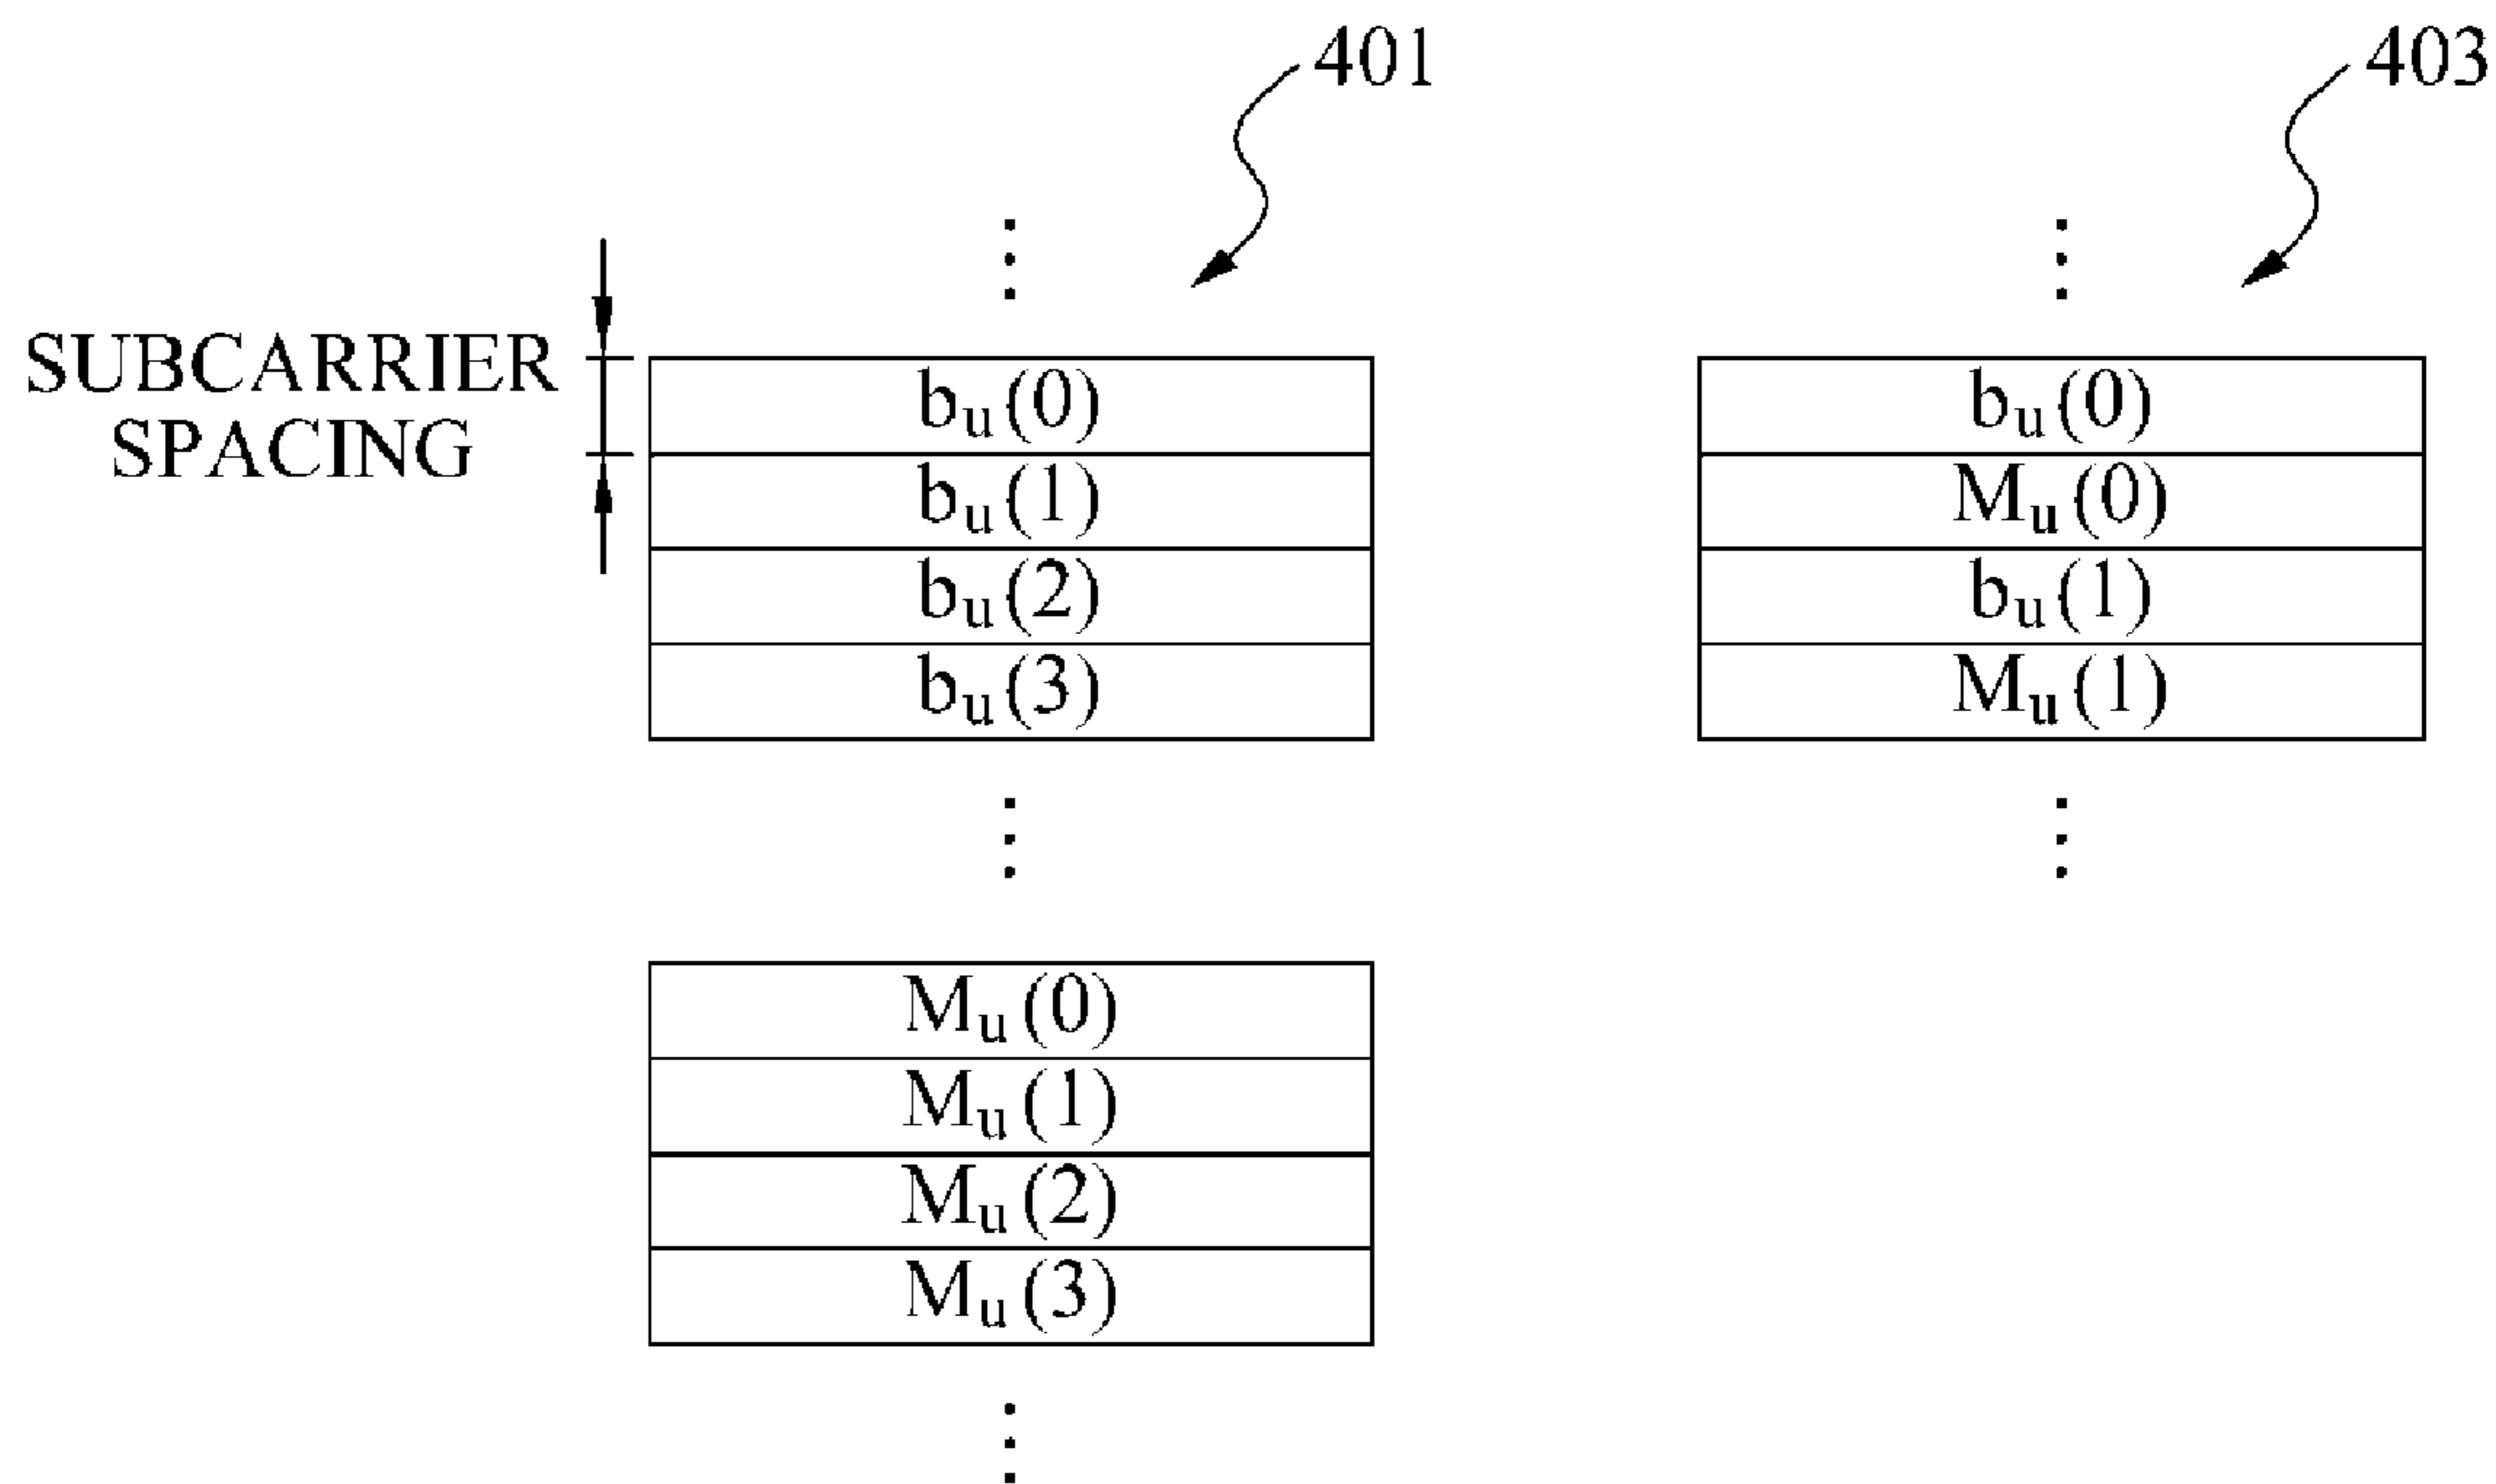 401
403
SUBCARRIER
SPACING
bu(0)
bu(1)
bu(2)
bu(3)
Mu(0)
Mu(1)
Mu(2)
Mu(3)
bu(0)
Mu(0)
bu(1)
Mu(1)